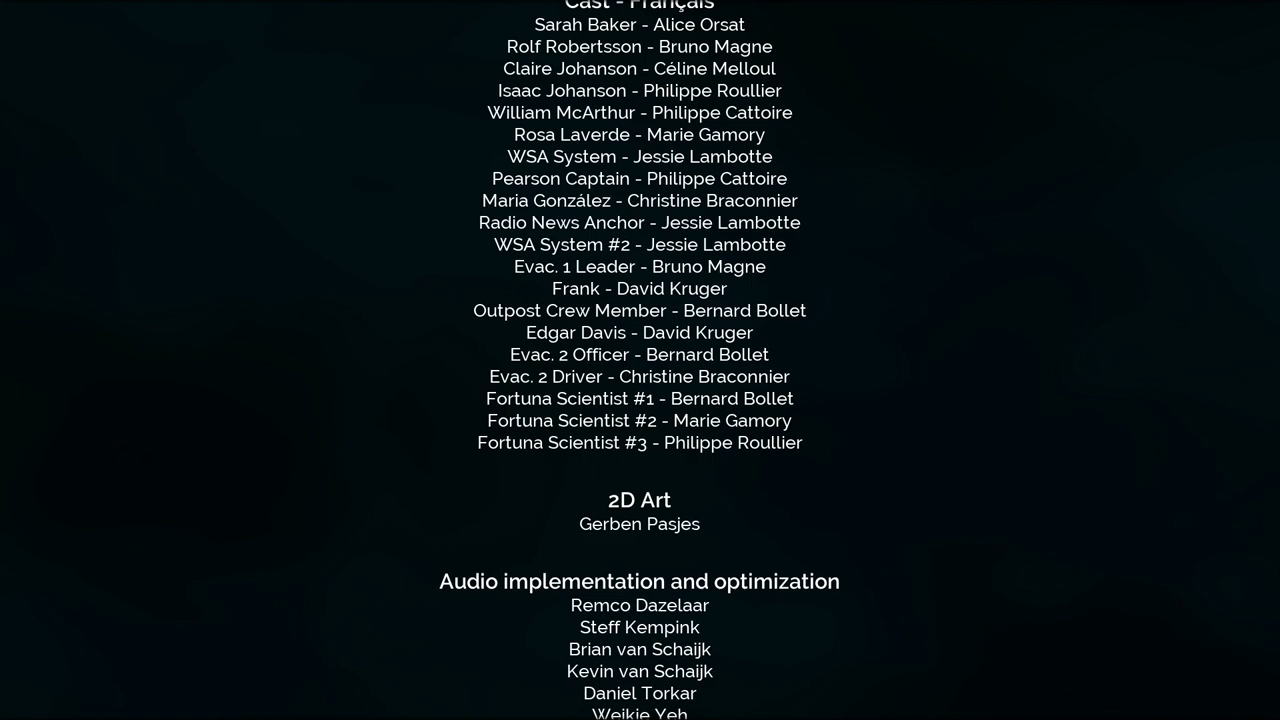 Cast - Français
Sarah Baker - Alice Orsat
Rolf Robertsson - Bruno Magne
Claire Johanson - Céline Melloul
Isaac Johanson - Philippe Roullier
William McArthur - Philippe Cattoire
Rosa Laverde - Marie Gamory
WSA System - Jessie Lambotte
Pearson Captain - Philippe Cattoire
Maria González - Christine Braconnier
Radio News Anchor - Jessie Lambotte
WSA System #2 - Jessie Lambotte
Evac. 1 Leader - Bruno Magne
Frank - David Kruger
Outpost Crew Member - Bernard Bollet
Edgar Davis - David Kruger
Evac. 2 Officer - Bernard Bollet
Evac. 2 Driver - Christine Braconnier
Fortuna Scientist #1 - Bernard Bollet
Fortuna Scientist #2 - Marie Gamory
Fortuna Scientist #3 - Philippe Roullier
2D Art
Gerben Pasjes
Audio implementation and optimization
Remco Dazelaar
Steff Kempink
Brian van Schaijk
Kevin van Schaijk
Daniel Torkar
Weikie Yeh